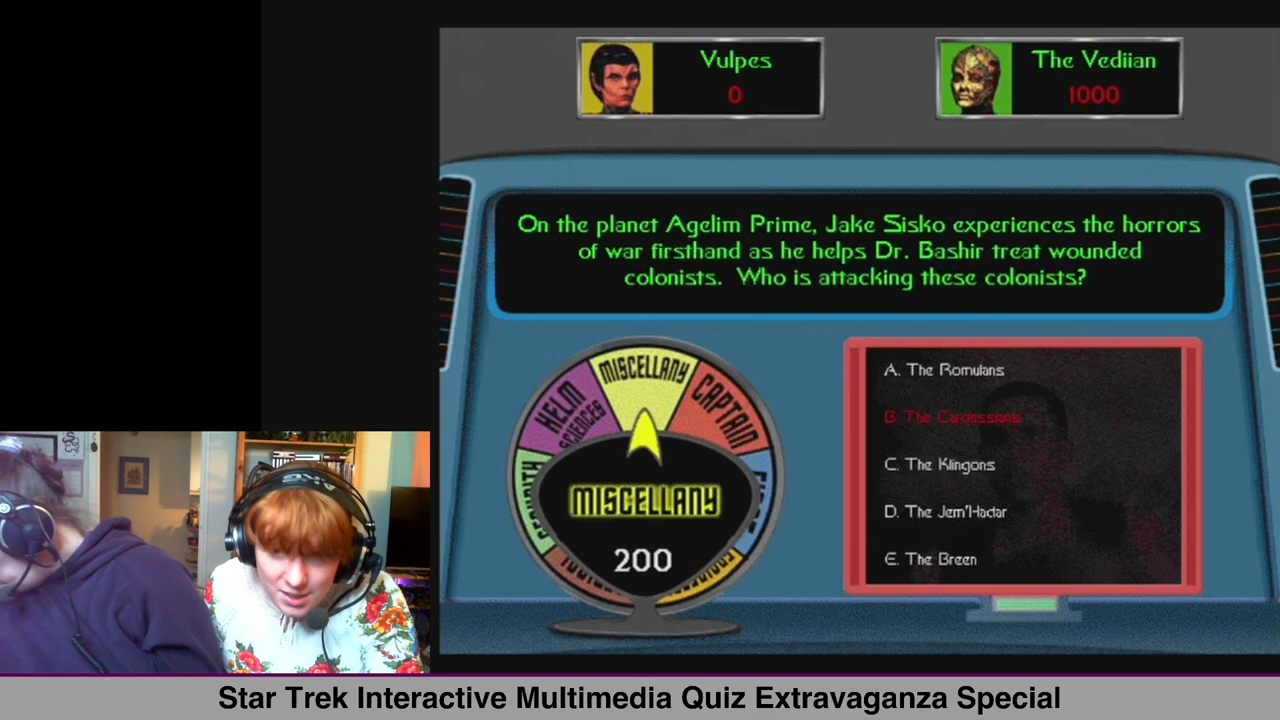 Vulpes
0
The Vediian
1000
On the planet Agelim Prime, Jake Sisko experiences the horrors
of war firsthand as he helps Dr. Bashir treat wounded
colonists. Who is attacking these colonists?
MISCELLANY
HELM
SCIENCES
CAPTAIN
SECURITY
MISCELLANY
200
A. The Romulans
B. The Cardassians
C. The Klingons
D. The Jem'Hadar
E. The Breen
AKG
Star Trek Interactive Multimedia Quiz Extravaganza Special